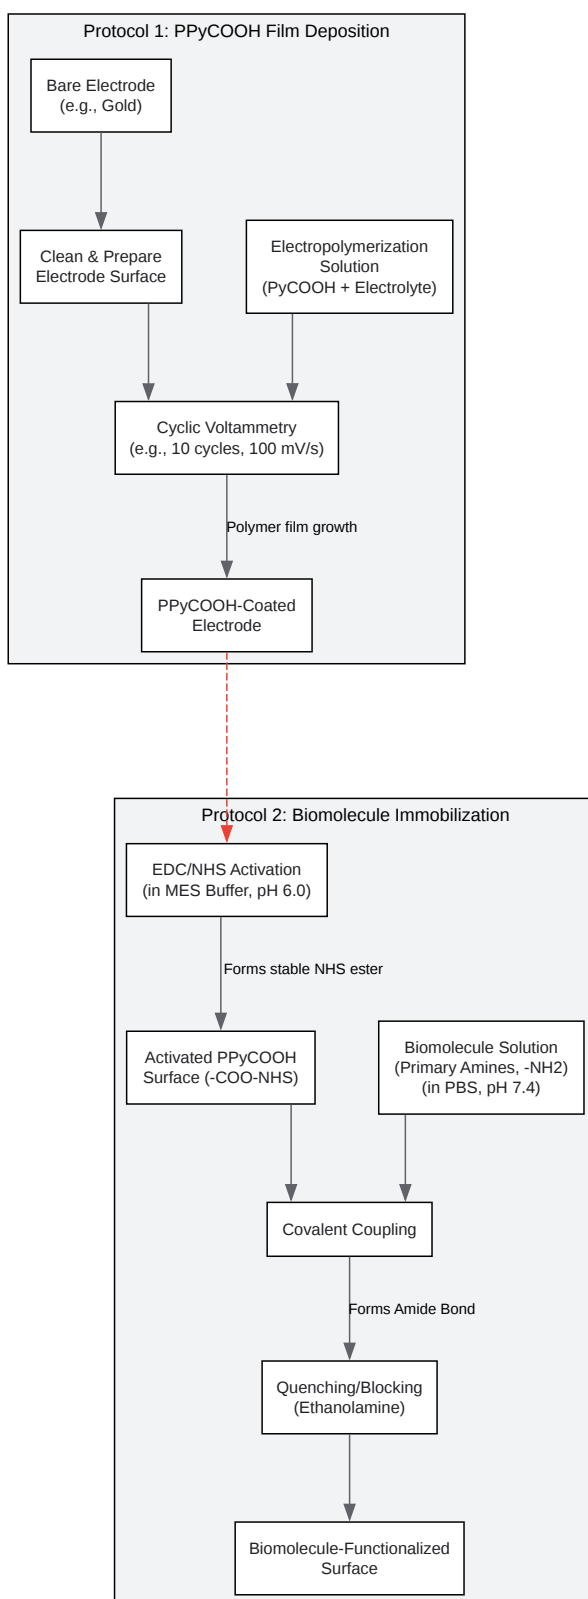 Protocol 1: PPyCOOH Film Deposition
Bare Electrode
(e.g., Gold)
Clean & Prepare
Electrode Surface
Electropolymerization
Solution
(PyCOOH + Electrolyte)
Cyclic Voltammetry
(e.g., 10 cycles, 100 mV/s)
Polymer film growth
PPyCOOH-Coated
Electrode
Protocol 2: Biomolecule Immobilization
EDC/NHS Activation
(in MES Buffer, pH 6.0)
Forms stable NHS ester
Activated PPyCOOH
Surface (-COO-NHS)
Biomolecule Solution
(Primary Amines, -NH2)
(in PBS, pH 7.4)
Covalent Coupling
Forms Amide Bond
Quenching/Blocking
(Ethanolamine)
Biomolecule-Functionalized
Surface